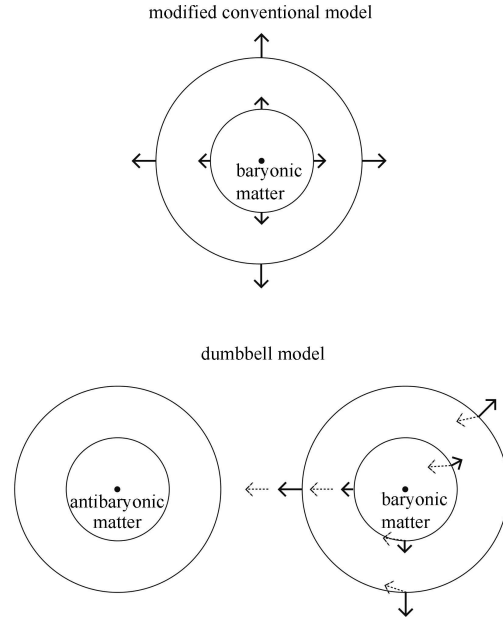 modified conventional model
baryonic
matter
dumbbell model
antibaryonic
matter
baryonic
matter